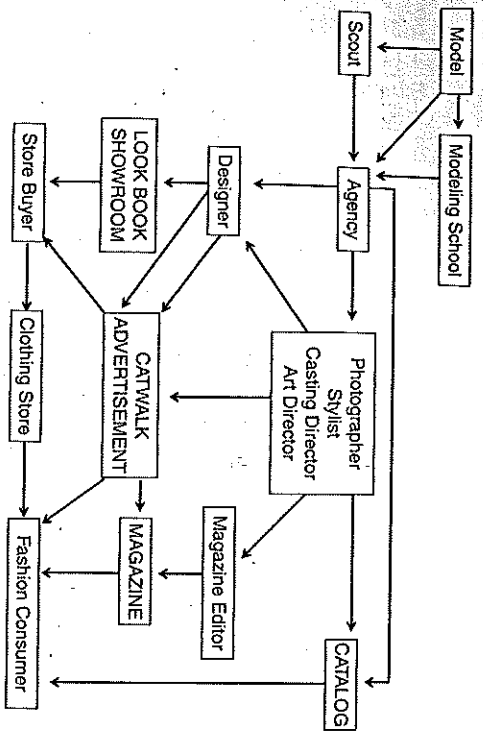 Model
Modeling School
Scout
Agency
Photographer
Stylist
Casting Director
Art Director
CATALOG
Designer
Magazine Editor
LOOK BOOK
SHOWROOM
CATWALK
ADVERTISEMENT
MAGAZINE
Store Buyer
Clothing Store
Fashion Consumer